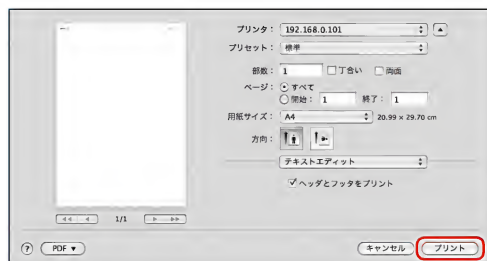 プリンタ： 192.168.0.101
プリセット： 標準
部数： 1 丁合い 両面
ページ： すべて
開始： 1 終了： 1
用紙サイズ： A4 20.99 × 29.70 cm
方向：
テキストエディット
ヘッダとフッタをプリント
1/1
? PDF ▼ キャンセル プリント